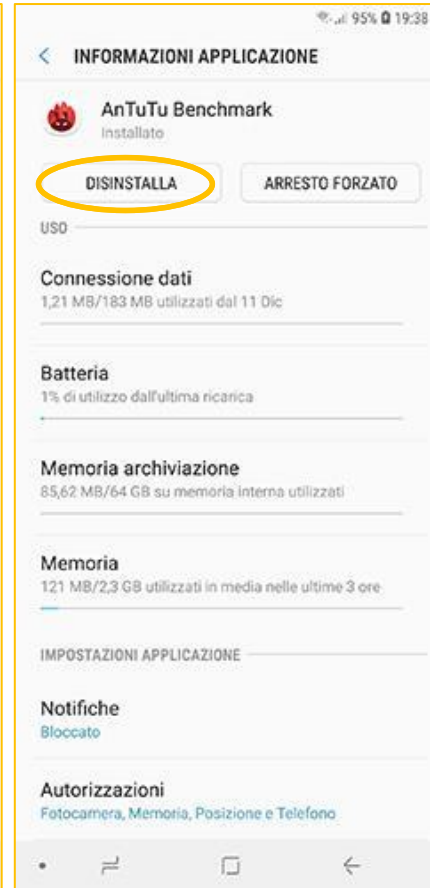 95% 19:38
INFORMAZIONI APPLICAZIONE
AnTuTu Benchmark
Installato
DISINSTALLA ARRESTO FORZATO
USO
Connessione dati
1,21 MB/183 MB utilizzati dal 11 Dic
Batteria
1% di utilizzo dall'ultima ricarica
Memoria archiviazione
85,62 MB/64 GB su memoria interna utilizzati
Memoria
121 MB/2,3 GB utilizzati in media nelle ultime 3 ore
IMPOSTAZIONI APPLICAZIONE
Notifiche
Bloccato
Autorizzazioni
Fotocamera, Memoria, Posizione e Telefono